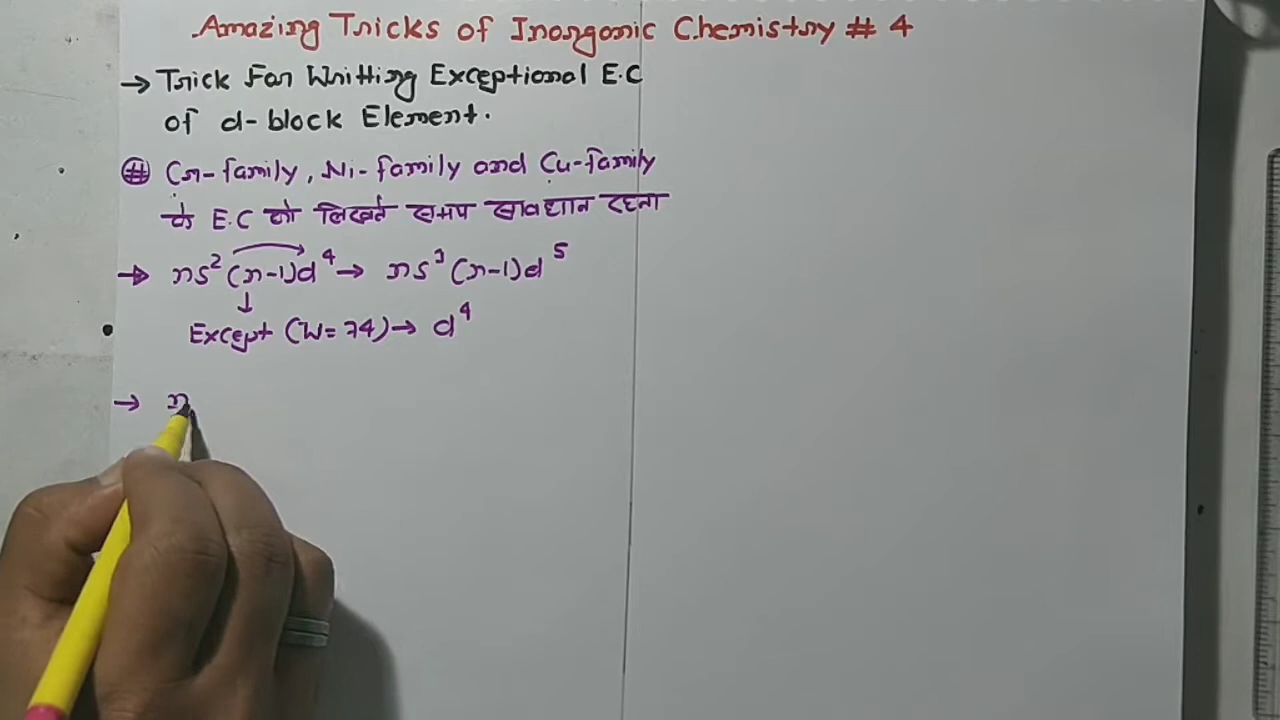 Amazing Tricks of Inorganic Chemistry # 4
→ Trick For Writting Exceptional E.C
of d-block Element.
# Cr-family, Ni-family and Cu-family
के E.C को लिखते समय सावधान रहना
→ ns² (n-1)d⁴ → ns¹ (n-1)d⁵
↓
Except (W=74) → d⁴
→ n